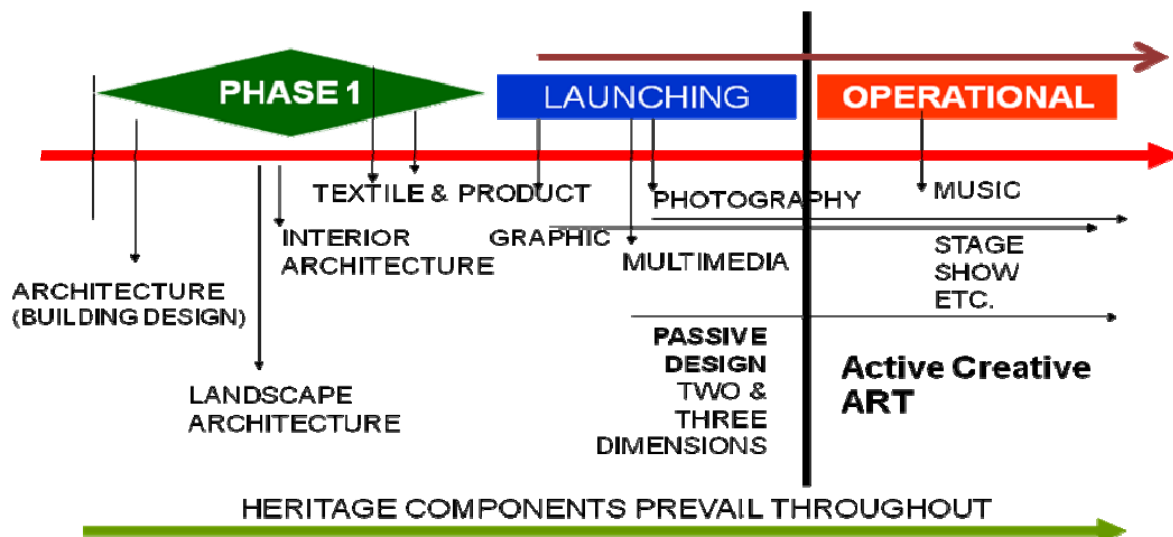 PHASE 1
LAUNCHING
OPERATIONAL
TEXTILE & PRODUCT
PHOTOGRAPHY
MUSIC
INTERIOR
ARCHITECTURE
GRAPHIC
MULTIMEDIA
STAGE
SHOW
ETC.
ARCHITECTURE
(BUILDING DESIGN)
LANDSCAPE
ARCHITECTURE
PASSIVE
DESIGN
TWO &
THREE
DIMENSIONS
Active Creative
ART
HERITAGE COMPONENTS PREVAIL THROUGHOUT